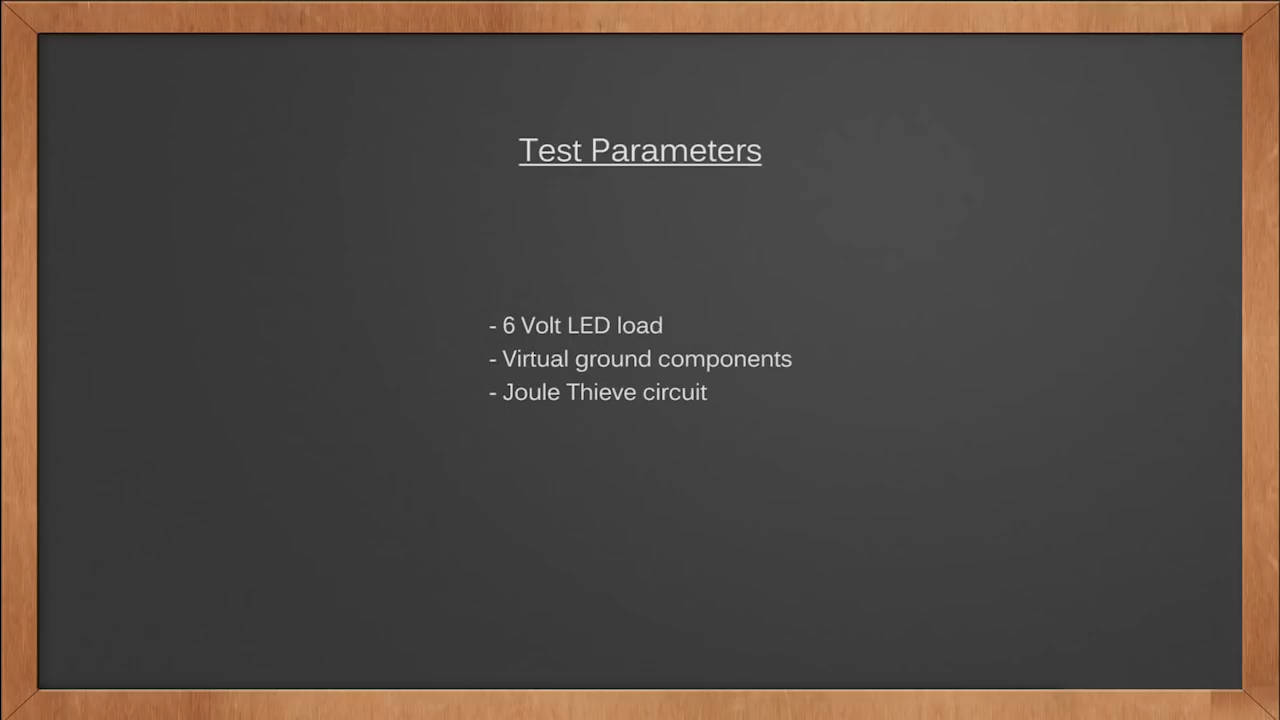 Test Parameters
- 6 Volt LED load
- Virtual ground components
- Joule Thieve circuit